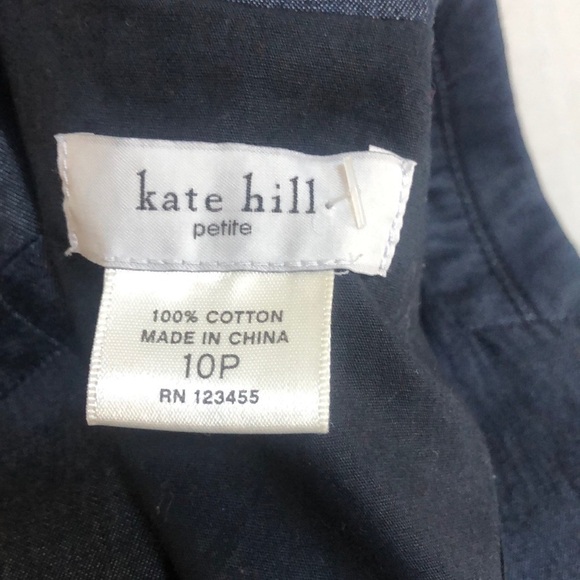 kate hill
petite
100% COTTON
MADE IN CHINA
10P
RN 123455